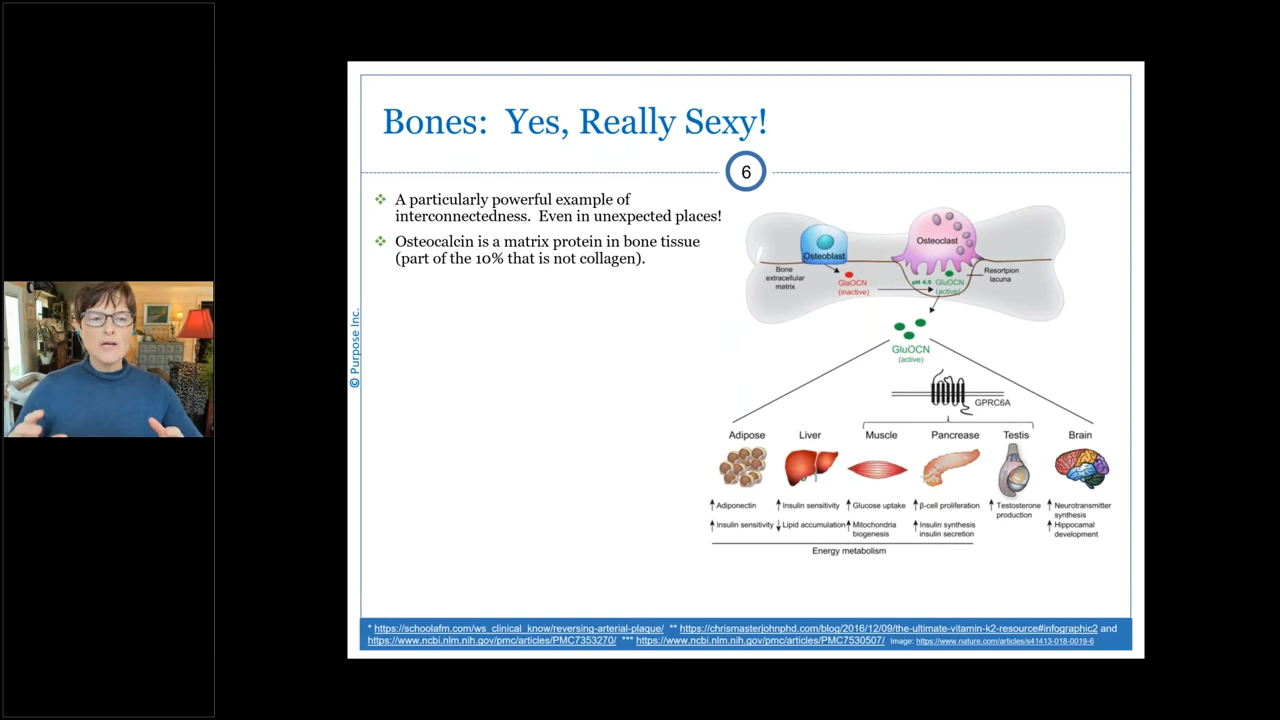 Bones:  Yes, Really Sexy!
6
A particularly powerful example of
interconnectedness.  Even in unexpected places!
Osteocalcin is a matrix protein in bone tissue
(part of the 10% that is not collagen).
© Purpose Inc.
Osteoblast
Osteoclast
Bone
extracellular
matrix
GlaOCN
(inactive)
pH 4.5
GluOCN
(active)
Resortpion
lacuna
GluOCN
(active)
GPRC6A
Adipose
Liver
Muscle
Pancrease
Testis
Brain
↑ Adiponectin
↑ Insulin sensitivity
↑ Insulin sensitivity
↓ Lipid accumulation
↑ Glucose uptake
↑ Mitochondria
biogenesis
↑ β-cell proliferation
↑ Insulin synthesis
insulin secretion
↑ Testosterone
production
↑ Neurotransmitter
synthesis
↑ Hippocamal
development
Energy metabolism
* https://schoolafm.com/ws_clinical_know/reversing-arterial-plaque/  ** https://chrismasterjohnphd.com/blog/2016/12/09/the-ultimate-vitamin-k2-resource#infographic2 and
https://www.ncbi.nlm.nih.gov/pmc/articles/PMC7353270/  *** https://www.ncbi.nlm.nih.gov/pmc/articles/PMC7530507/  Image: https://www.nature.com/articles/s41413-018-0019-6